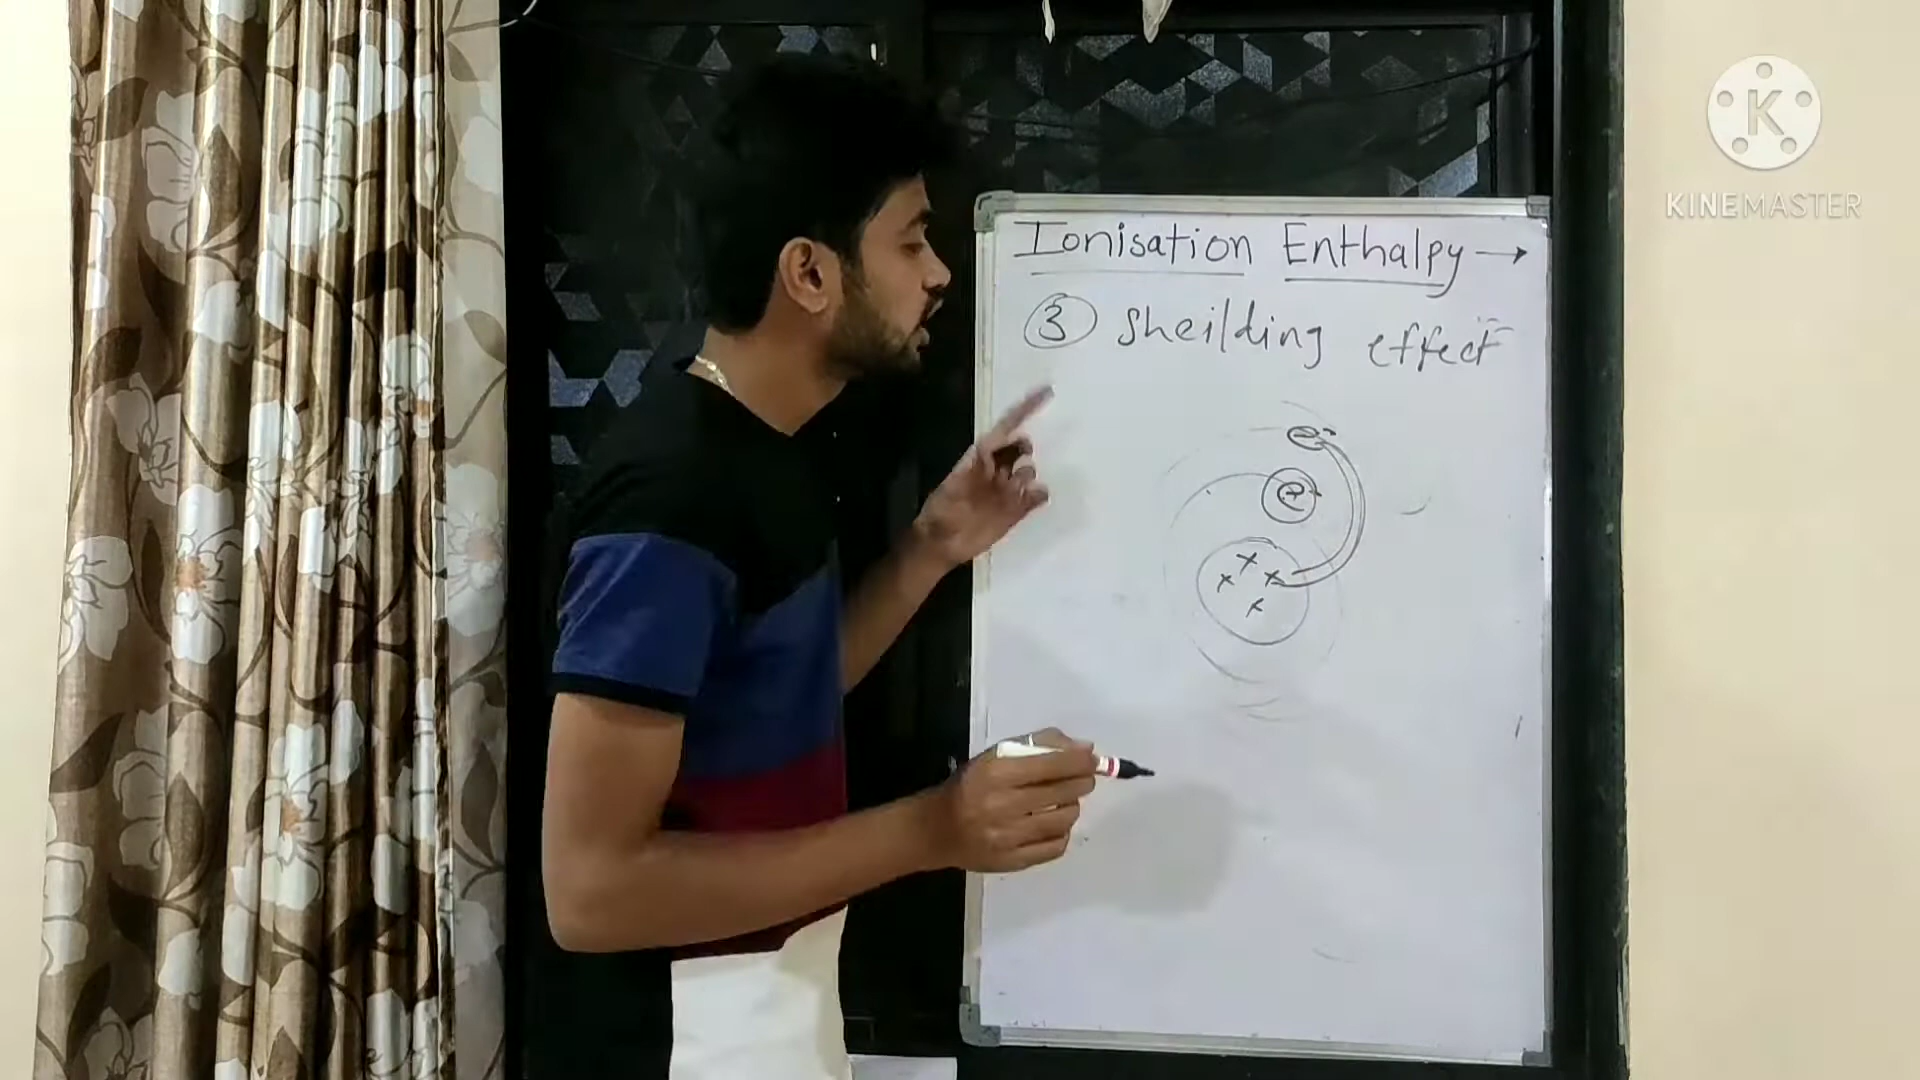 Ionisation Enthalpy →
③ Sheilding effect
e⁻
e⁻
+
+ +
+
K
KINEMASTER